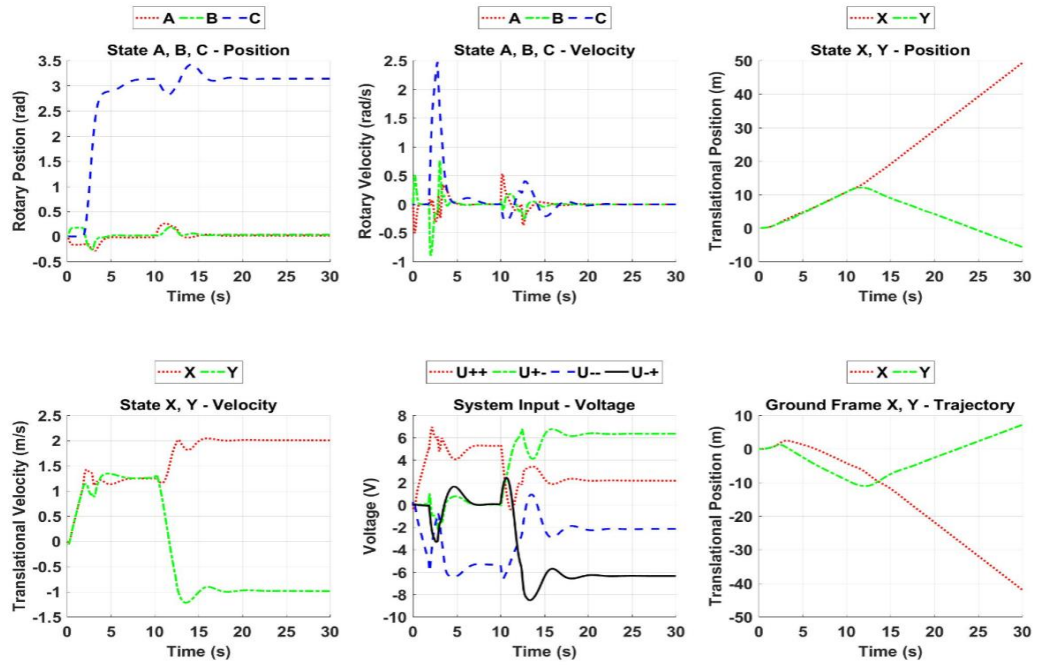 A B C
State A, B, C - Position
Rotary Postion (rad)
3.5
3
2.5
2
1.5
1
0.5
0
-0.5
0 5 10 15 20 25 30
Time (s)
A B C
State A, B, C - Velocity
Rotary Velocity (rad/s)
2.5
2
1.5
1
0.5
0
-0.5
-1
0 5 10 15 20 25 30
Time (s)
X Y
State X, Y - Position
Translational Position (m)
50
40
30
20
10
0
-10
0 5 10 15 20 25 30
Time (s)
X Y
State X, Y - Velocity
Translational Velocity (m/s)
2.5
2
1.5
1
0.5
0
-0.5
-1
-1.5
0 5 10 15 20 25 30
Time (s)
U++ U+- U-- U-+
System Input - Voltage
Voltage (V)
8
6
4
2
0
-2
-4
-6
-8
-10
0 5 10 15 20 25 30
Time (s)
X Y
Ground Frame X, Y - Trajectory
Translational Position (m)
10
0
-10
-20
-30
-40
-50
0 5 10 15 20 25 30
Time (s)